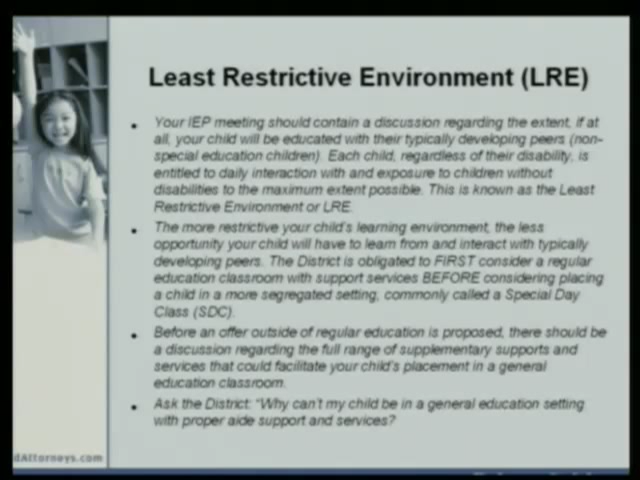 Least Restrictive Environment (LRE)
• Your IEP meeting should contain a discussion regarding the extent, if at
all, your child will be educated with their typically developing peers (non-
special education children). Each child, regardless of their disability, is
entitled to daily interaction with and exposure to children without
disabilities to the maximum extent possible. This is known as the Least
Restrictive Environment or LRE.
• The more restrictive your child's learning environment, the less
opportunity your child will have to learn from and interact with typically
developing peers. The District is obligated to FIRST consider a regular
education classroom with support services BEFORE considering placing
a child in a more segregated setting, commonly called a Special Day
Class (SDC).
• Before an offer outside of regular education is proposed, there should be
a discussion regarding the full range of supplementary supports and
services that could facilitate your child's placement in a general
education classroom.
• Ask the District: "Why can't my child be in a general education setting
with proper aide support and services?
dAttorneys.com